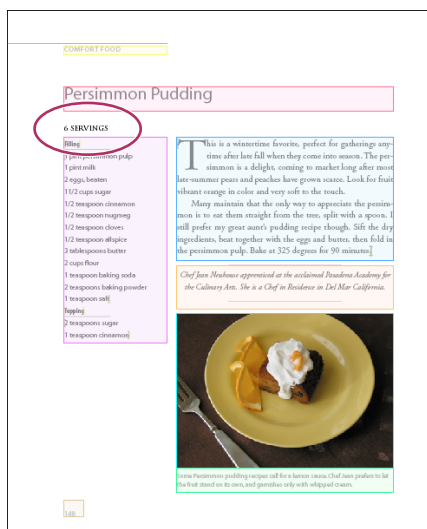 COMFORT FOOD
Persimmon Pudding
6 SERVINGS
Filling
1 pint persimmon pulp
1 pint milk
2 eggs, beaten
11/2 cups sugar
1/2 teaspoon cinnamon
1/2 teaspoon nugmeg
1/2 teaspoon cloves
1/2 teaspoon allspice
3 tablespoons butter
2 cups flour
1 teaspoon baking soda
2 teaspoons baking powder
1 teaspoon salt
Topping
2 teaspoons sugar
1 teaspoon cinnamon
This is a wintertime favorite, perfect for gatherings any-
time after late fall when they come into season. The per-
simmon is a delight, coming to market long after most
late-summer pears and peaches have grown scarce. Look for fruit
vibrant orange in color and very soft to the touch.
Many maintain that the only way to appreciate the persim-
mon is to eat them straight from the tree, split with a spoon. I
still prefer my great aunt's pudding recipe though. Sift the dry
ingredients, beat together with the eggs and butter, then fold in
the persimmon pulp. Bake at 325 degrees for 90 minutes.
Chef Jean Neuhouse apprenticed at the acclaimed Pasadena Academy for
the Culinary Arts. She is a Chef in Residence in Del Mar California.
Some Persimmon pudding recipes call for a lemon sauce. Chef Jean prefers to let
the fruit stand on its own, and garnishes only with whipped cream.
148